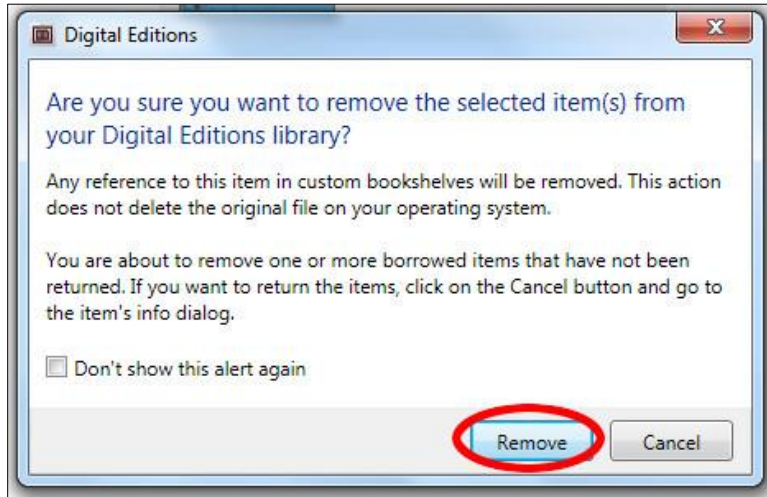 Digital Editions
Are you sure you want to remove the selected item(s) from
your Digital Editions library?
Any reference to this item in custom bookshelves will be removed. This action
does not delete the original file on your operating system.
You are about to remove one or more borrowed items that have not been
returned. If you want to return the items, click on the Cancel button and go to
the item's info dialog.
Don't show this alert again
Remove Cancel